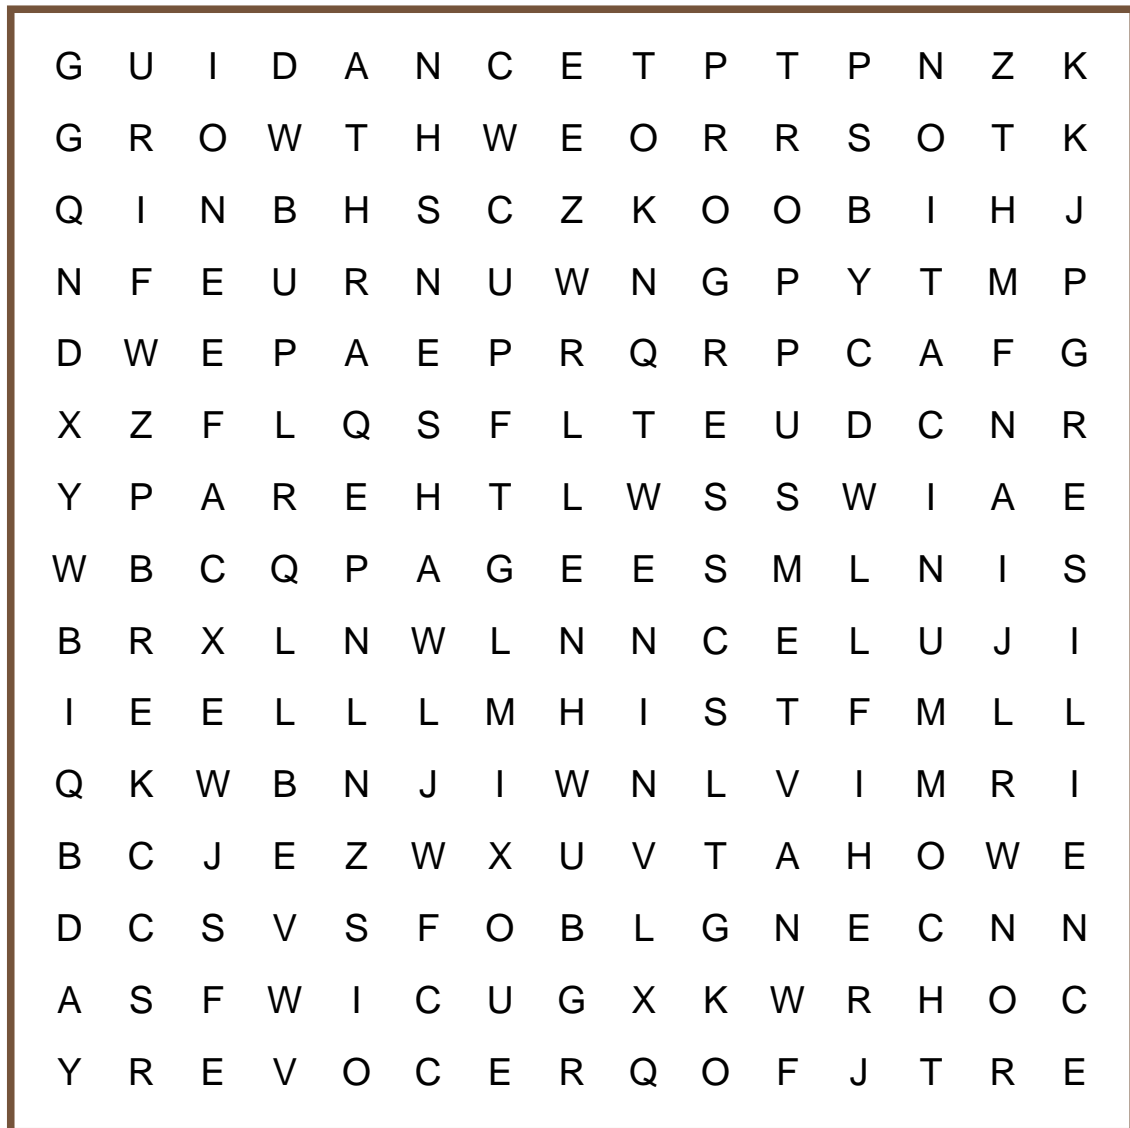 G U I D A N C E T P T P N Z K
G R O W T H W E O R R S O T K
Q I N B H S C Z K O O B I H J
N F E U R N U W N G P Y T M P
D W E P A E P R Q R P C A F G
X Z F L Q S F L T E U D C N R
Y P A R E H T L W S S W I A E
W B C Q P A G E E S M L N I S
B R X L N W L N N C E L U J I
I E E L L L M H I S T F M L L
Q K W B N J I W N L V I M R I
B C J E Z W X U V T A H O W E
D C S V S F O B L G N E C N N
A S F W I C U G X K W R H O C
Y R E V O C E R Q O F J T R E